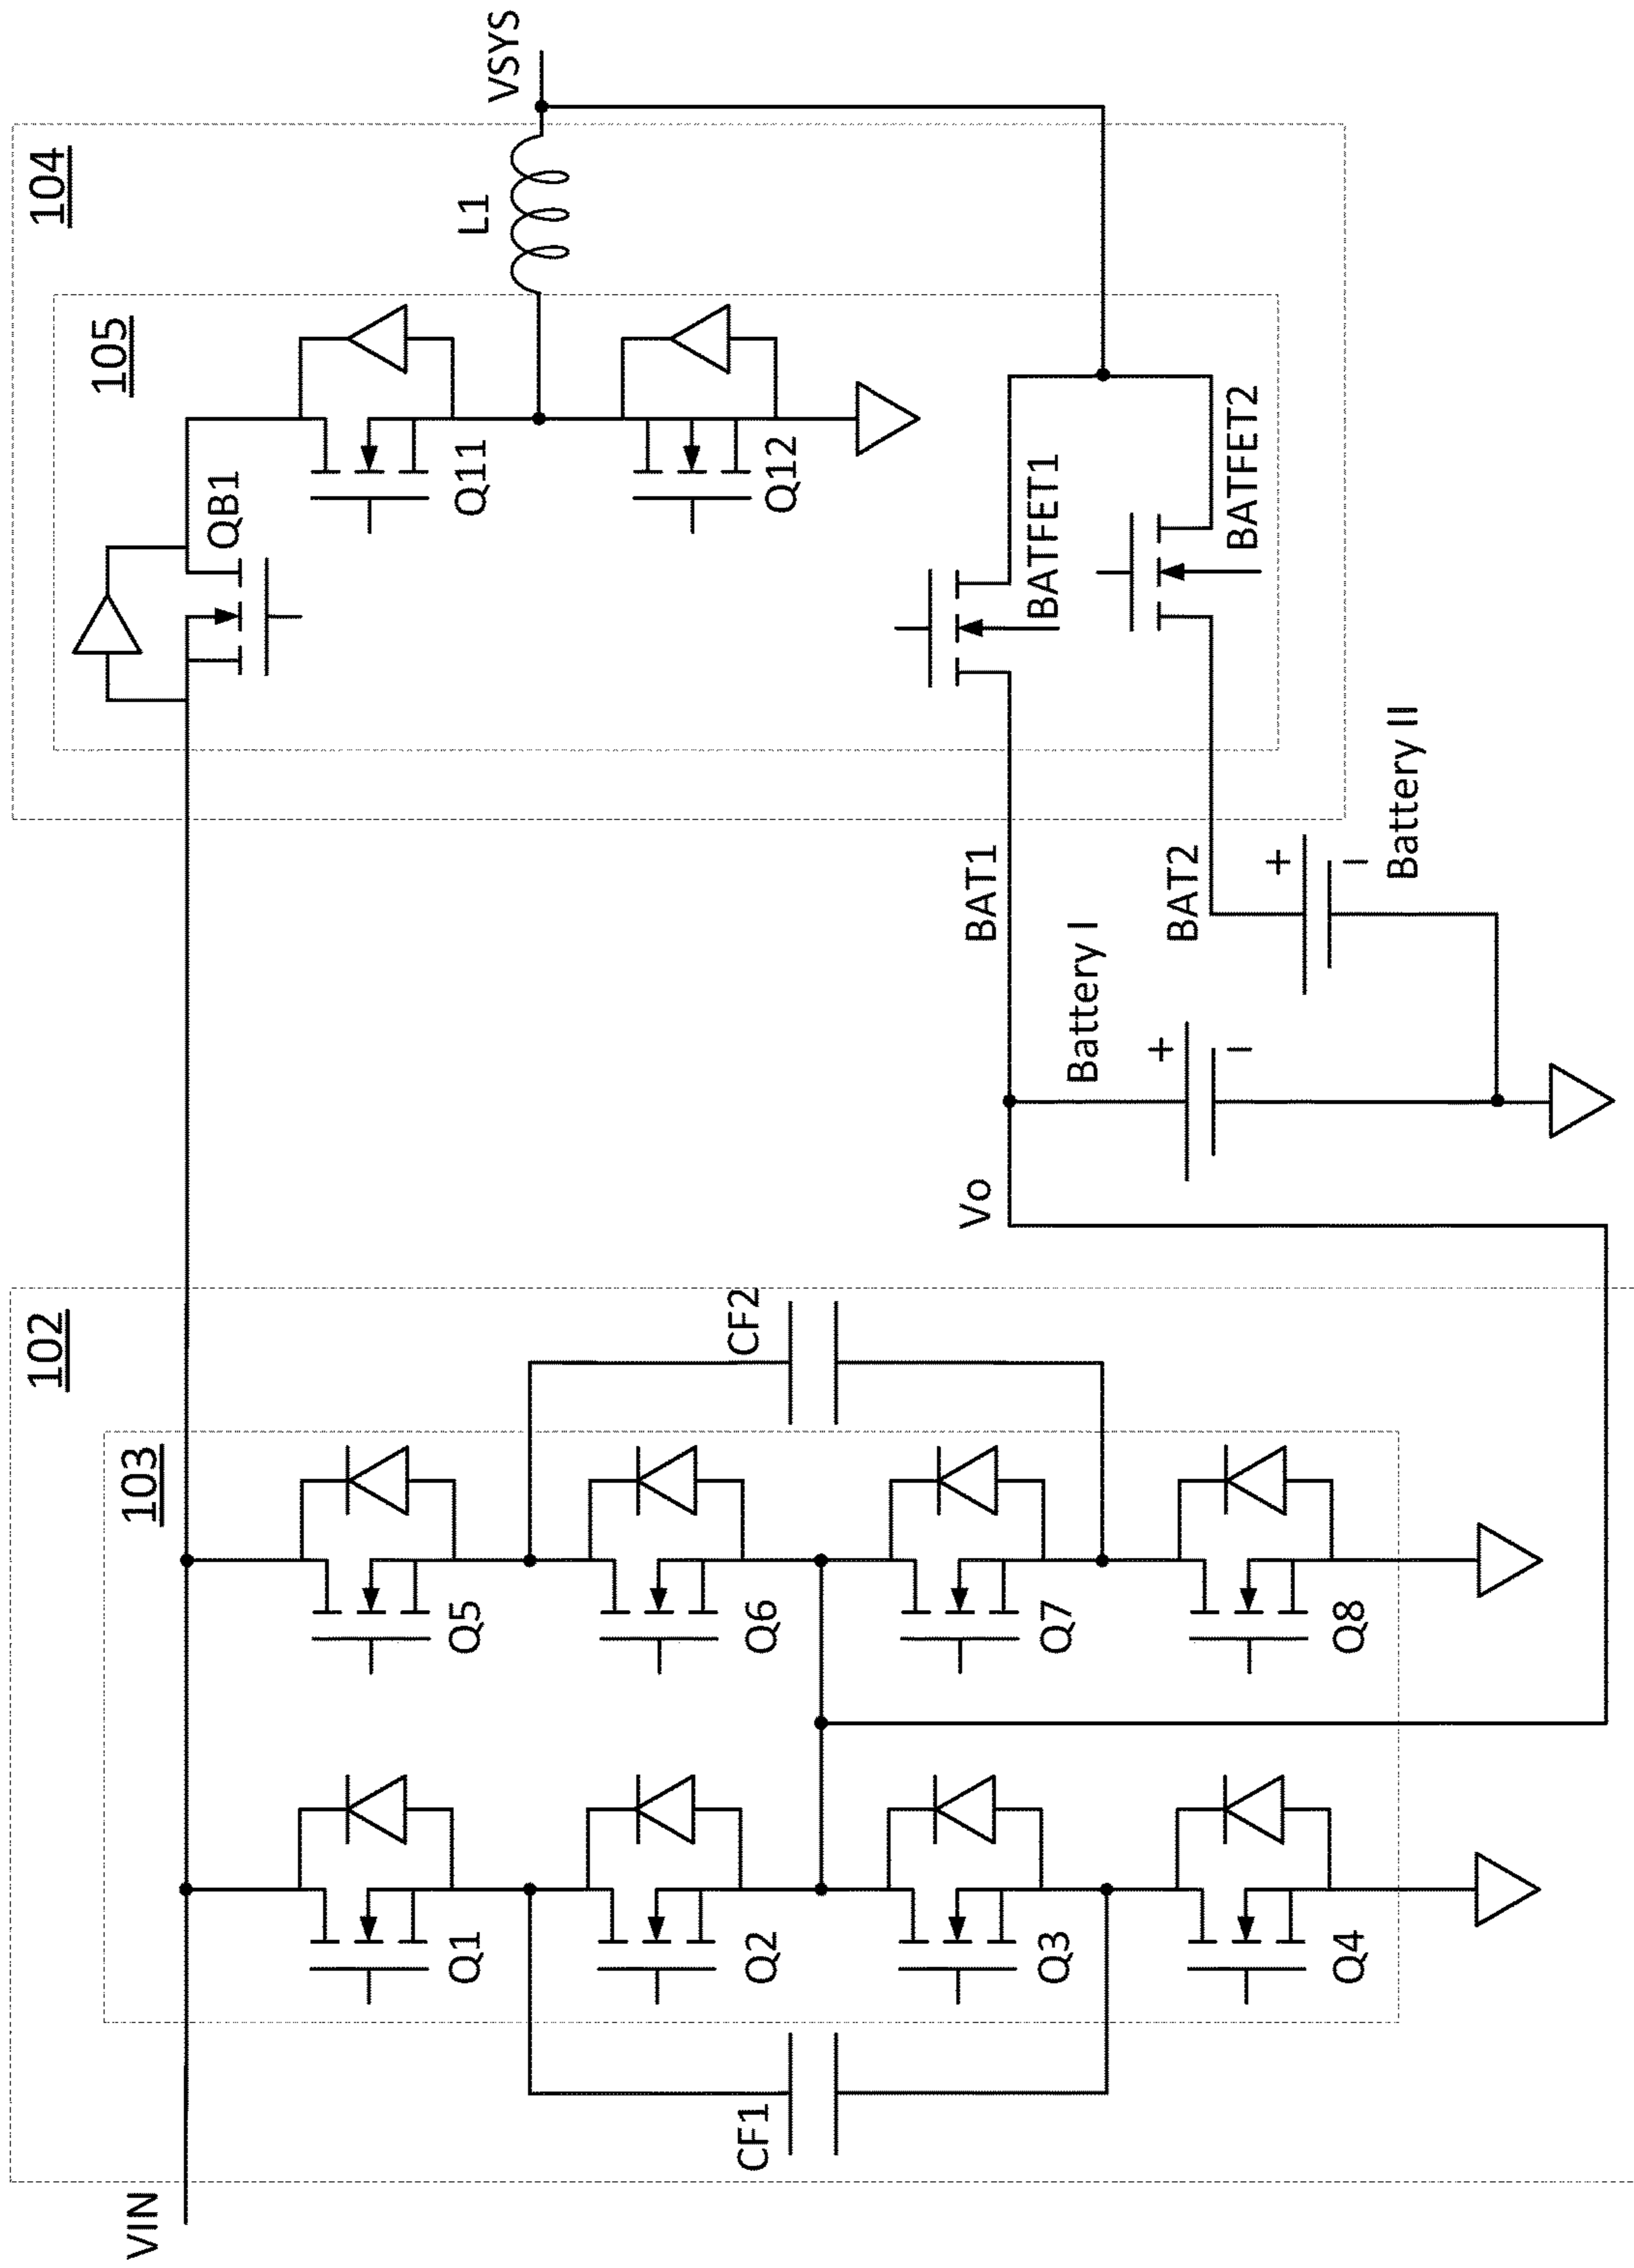 102
104
103
105
VIN
VSYS
QB1
L1
Q1
Q5
Q11
Q2
Q6
Q12
CF1
CF2
Vo
BAT1
BATFET1
Q3
Q7
Battery I
+
−
BAT2
BATFET2
+
−
Battery II
Q4
Q8